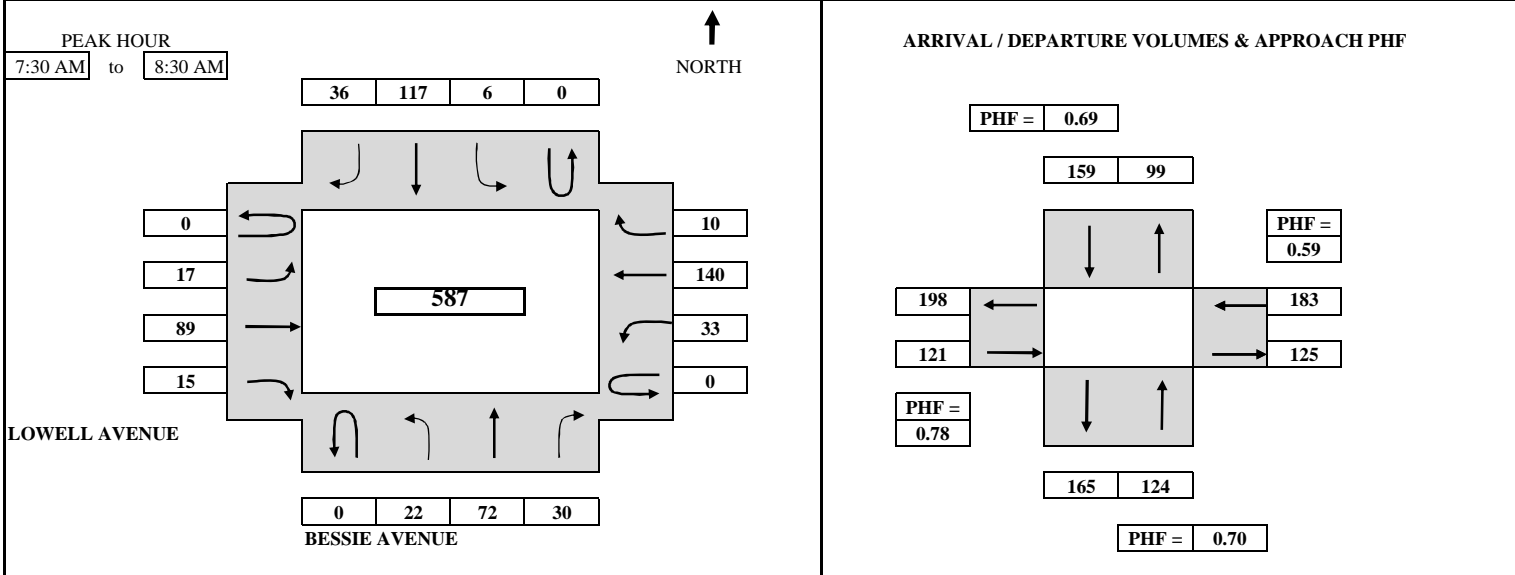 PEAK HOUR
7:30 AM to 8:30 AM
NORTH
36 117 6 0
0 10
17 140
587
89 33
15 0
LOWELL AVENUE
0 22 72 30
BESSIE AVENUE
ARRIVAL / DEPARTURE VOLUMES & APPROACH PHF
PHF = 0.69
159 99
PHF =
0.59
198 183
121 125
PHF =
0.78
165 124
PHF = 0.70